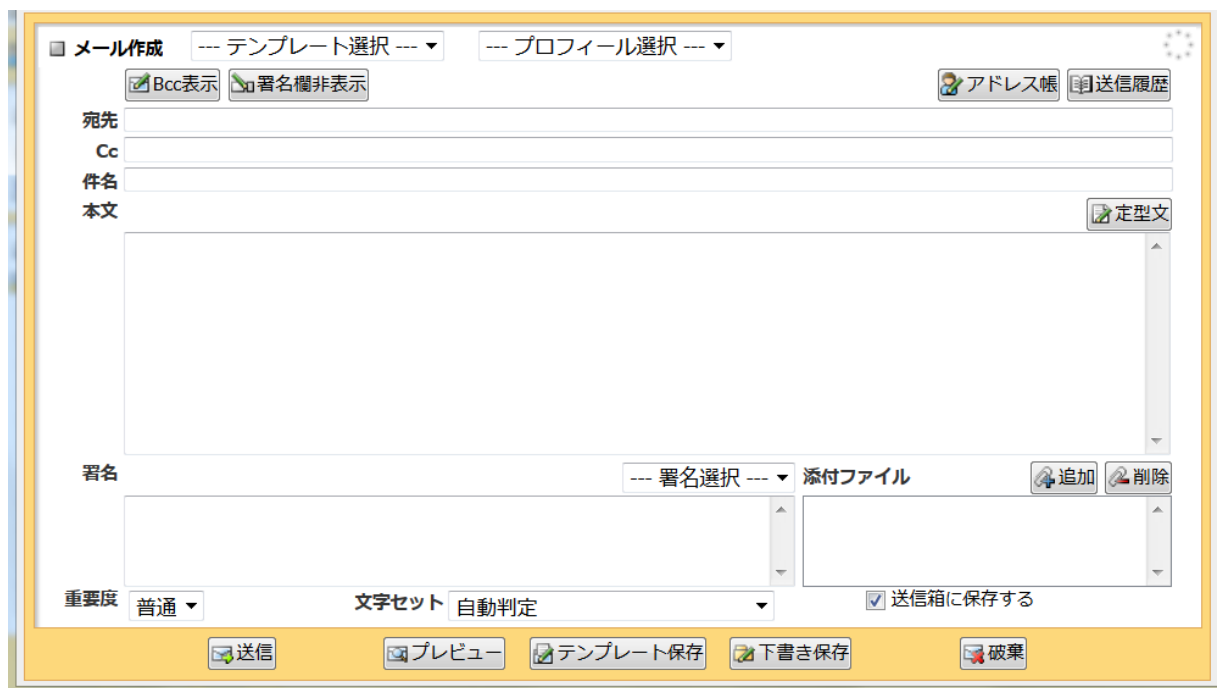 メール作成 --- テンプレート選択 --- --- プロフィール選択 ---
Bcc表示 署名欄非表示 アドレス帳 送信履歴
宛先
Cc
件名
本文 定型文
署名 --- 署名選択 --- 添付ファイル 追加 削除
重要度 普通 文字セット 自動判定 送信箱に保存する
送信 プレビュー テンプレート保存 下書き保存 破棄